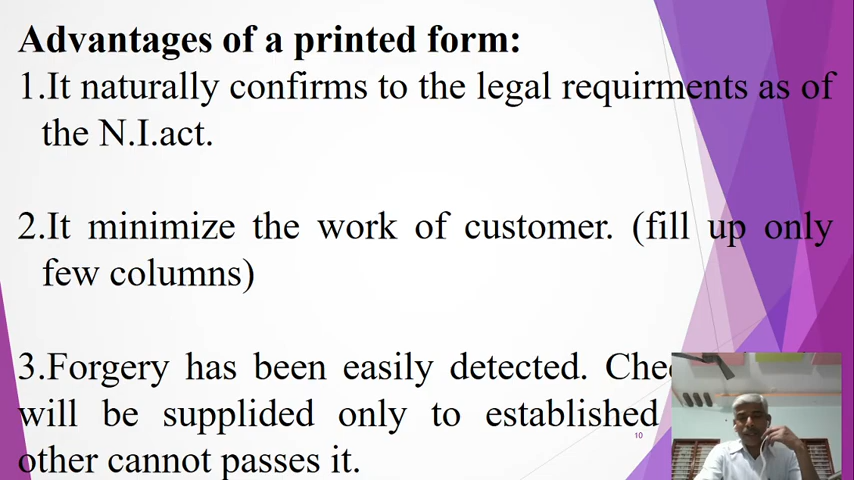 Advantages of a printed form:
1.It naturally confirms to the legal requirments as of
the N.I.act.
2.It minimize the work of customer. (fill up only
few columns)
3.Forgery has been easily detected.
will be supplided only to established
other cannot passes it.
10